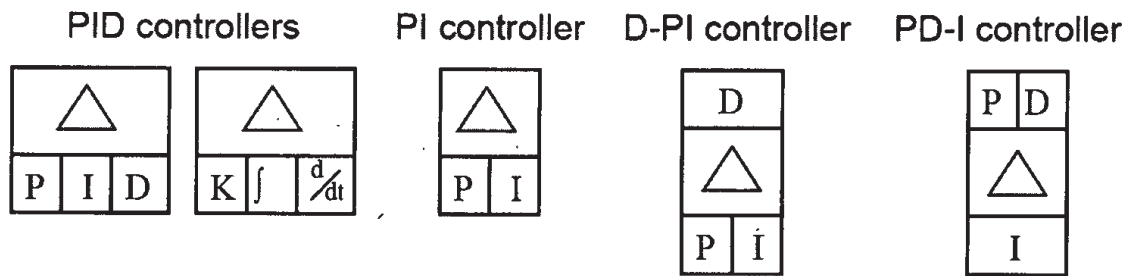 PID controllers PI controller D-PI controller PD-I controller
P I D
K ∫ d/dt
P I
D
P I
P D
I